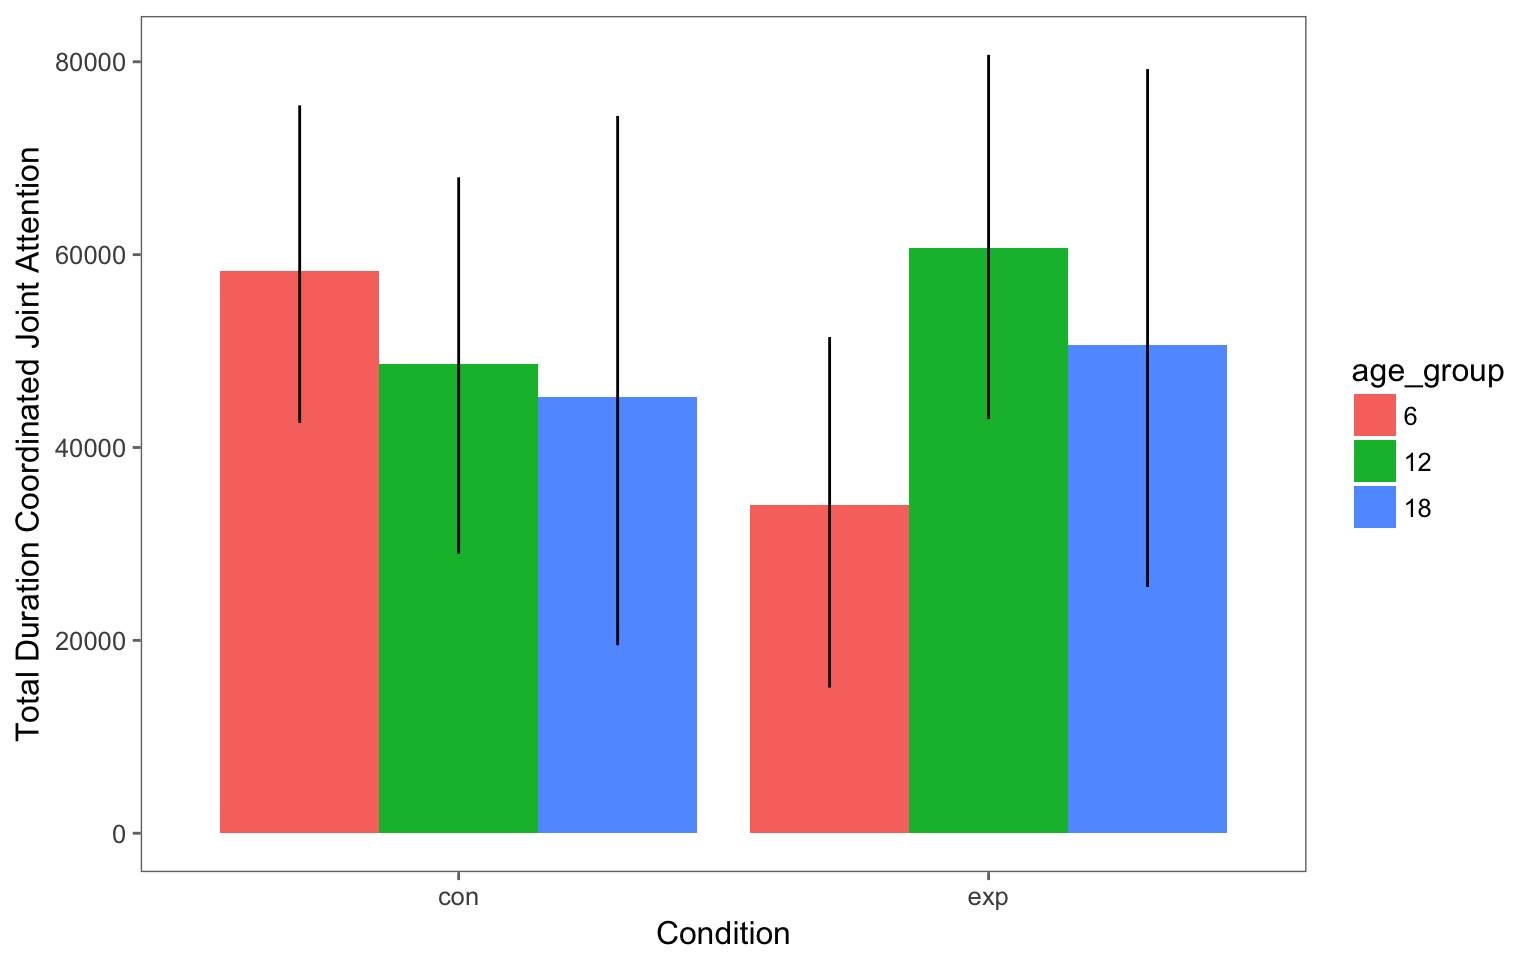 Total Duration Coordinated Joint Attention
80000
60000
40000
20000
0
con
exp
Condition
age_group
6
12
18